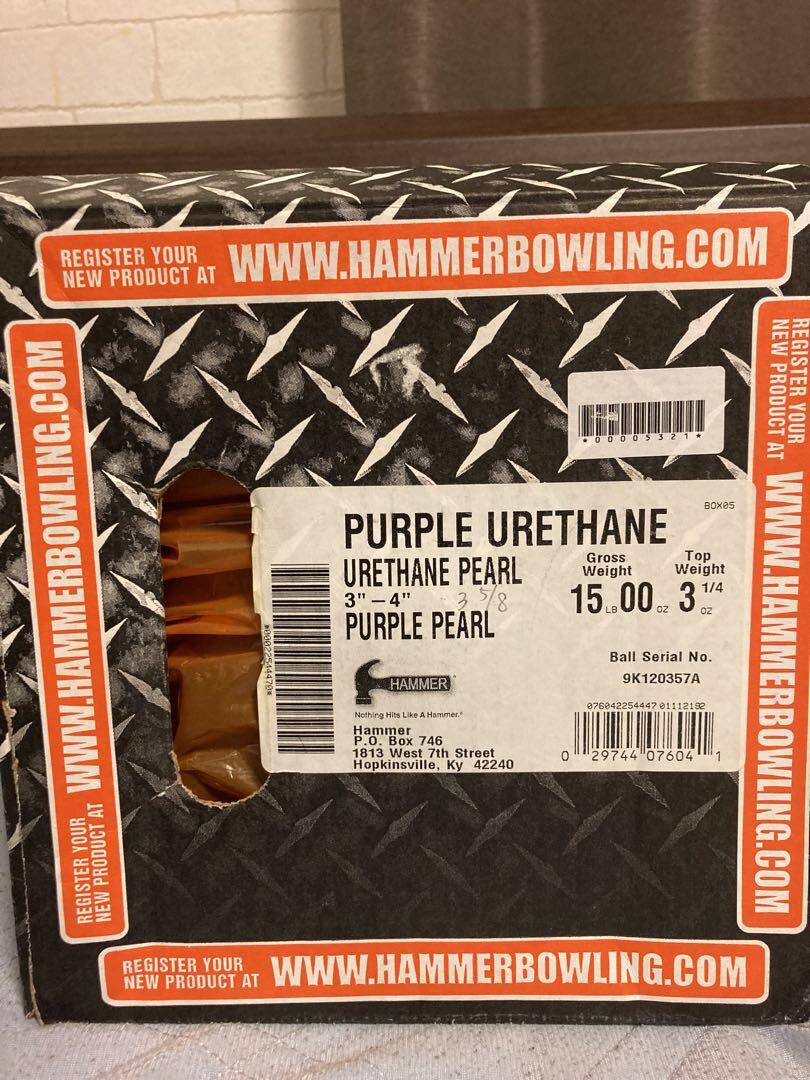 REGISTER YOUR
NEW PRODUCT AT
WWW.HAMMERBOWLING.COM
REGISTER YOUR
NEW PRODUCT AT
WWW.HAMMERBOWLING.COM
*00005321*
BOX05
PURPLE URETHANE
URETHANE PEARL
3" – 4" 3 5/8
PURPLE PEARL
Gross
Weight
15 LB 00 OZ
Top
Weight
3 1/4 OZ
Ball Serial No.
9K120357A
HAMMER
Nothing Hits Like A Hammer.®
Hammer
P.O. Box 746
1813 West 7th Street
Hopkinsville, Ky 42240
076042254447 01112192
0 29744 07604 1
REGISTER YOUR
NEW PRODUCT AT
WWW.HAMMERBOWLING.COM
REGISTER YOUR
NEW PRODUCT AT
WWW.HAMMERBOWLING.COM